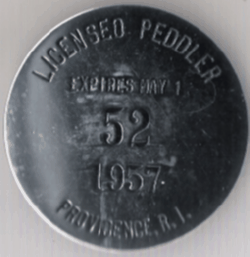 LICENSED PEDDLER
EXPIRES MAY 1
52
1957
PROVIDENCE, R. I.